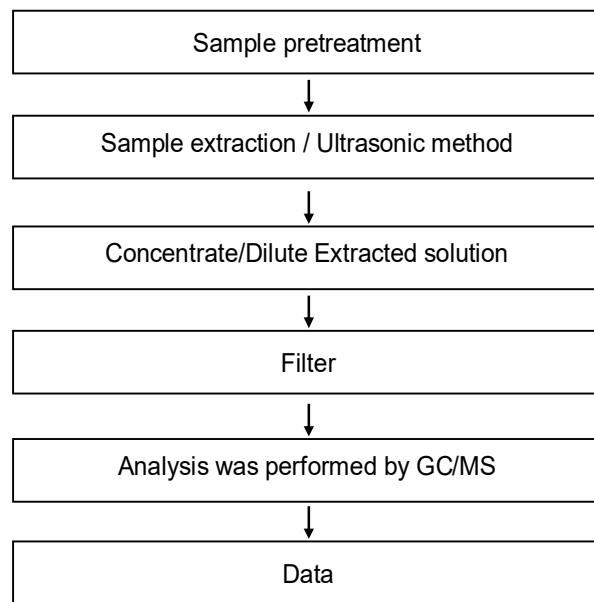 Sample pretreatment
Sample extraction / Ultrasonic method
Concentrate/Dilute Extracted solution
Filter
Analysis was performed by GC/MS
Data